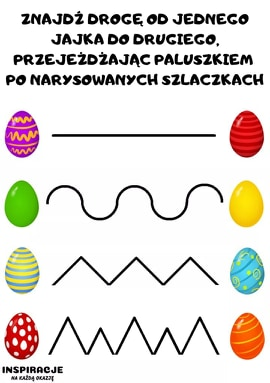 ZNAJDŹ DROGĘ OD JEDNEGO
JAJKA DO DRUGIEGO,
PRZEJEŻDŻAJĄC PALUSZKIEM
PO NARYSOWANYCH SZLACZKACH
INSPIRACJE
NA KAŻDĄ OKAZJĘ